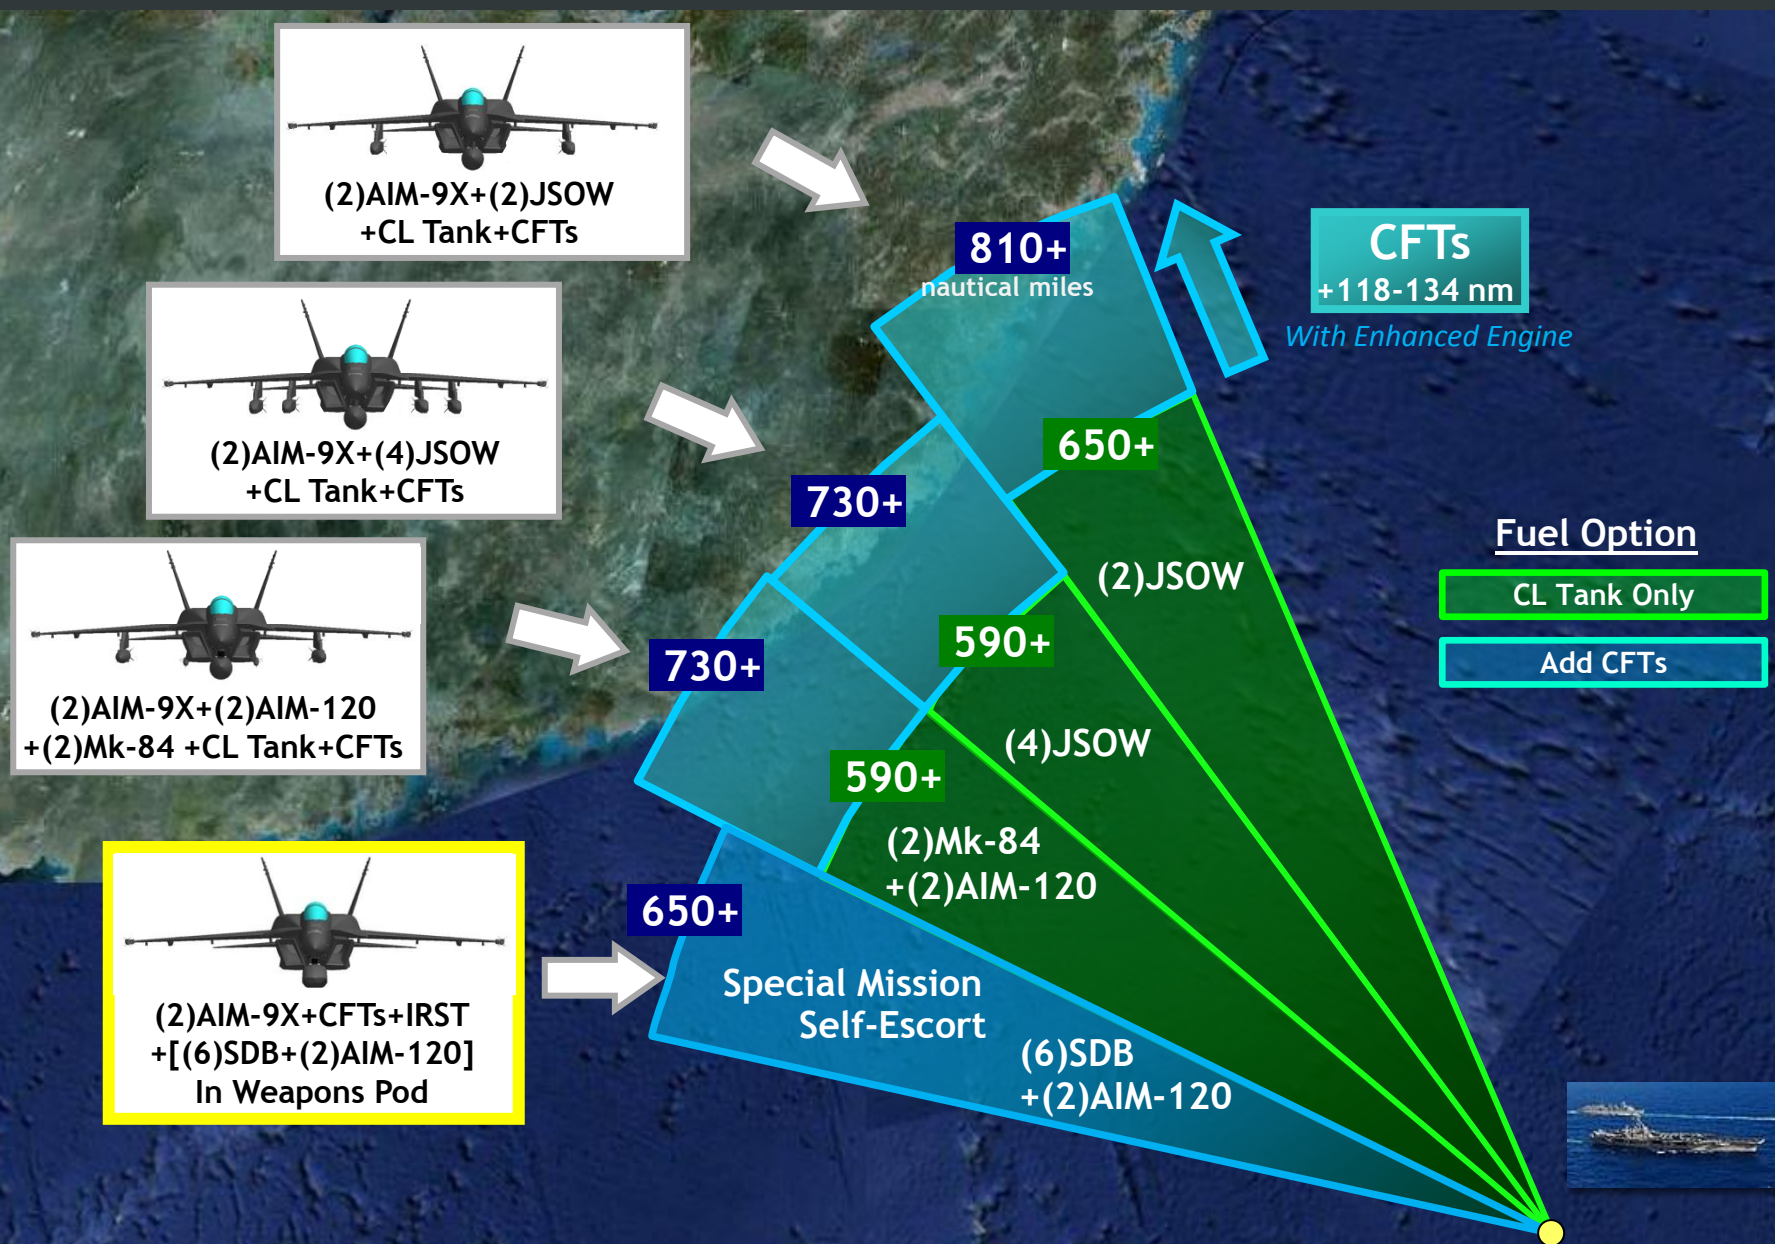 (2)AIM-9X+(2)JSOW
+CL Tank+CFTs
810+
nautical miles
CFTs
+118-134 nm
With Enhanced Engine
(2)AIM-9X+(4)JSOW
+CL Tank+CFTs
730+
650+
(2)JSOW
Fuel Option
CL Tank Only
Add CFTs
(2)AIM-9X+(2)AIM-120
+(2)Mk-84 +CL Tank+CFTs
730+
590+
(4)JSOW
590+
(2)Mk-84
+(2)AIM-120
(2)AIM-9X+CFTs+IRST
+[(6)SDB+(2)AIM-120]
In Weapons Pod
650+
Special Mission
Self-Escort
(6)SDB
+(2)AIM-120